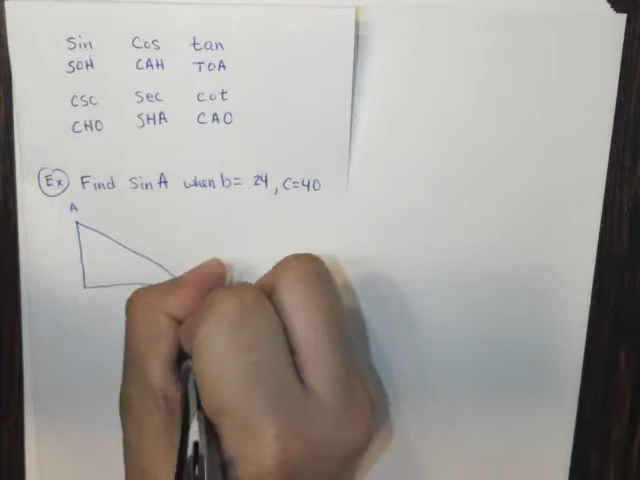 Sin Cos tan
SOH CAH TOA
CSC Sec cot
CHO SHA CAO
Ex Find sin A when b= 24, C=40
A